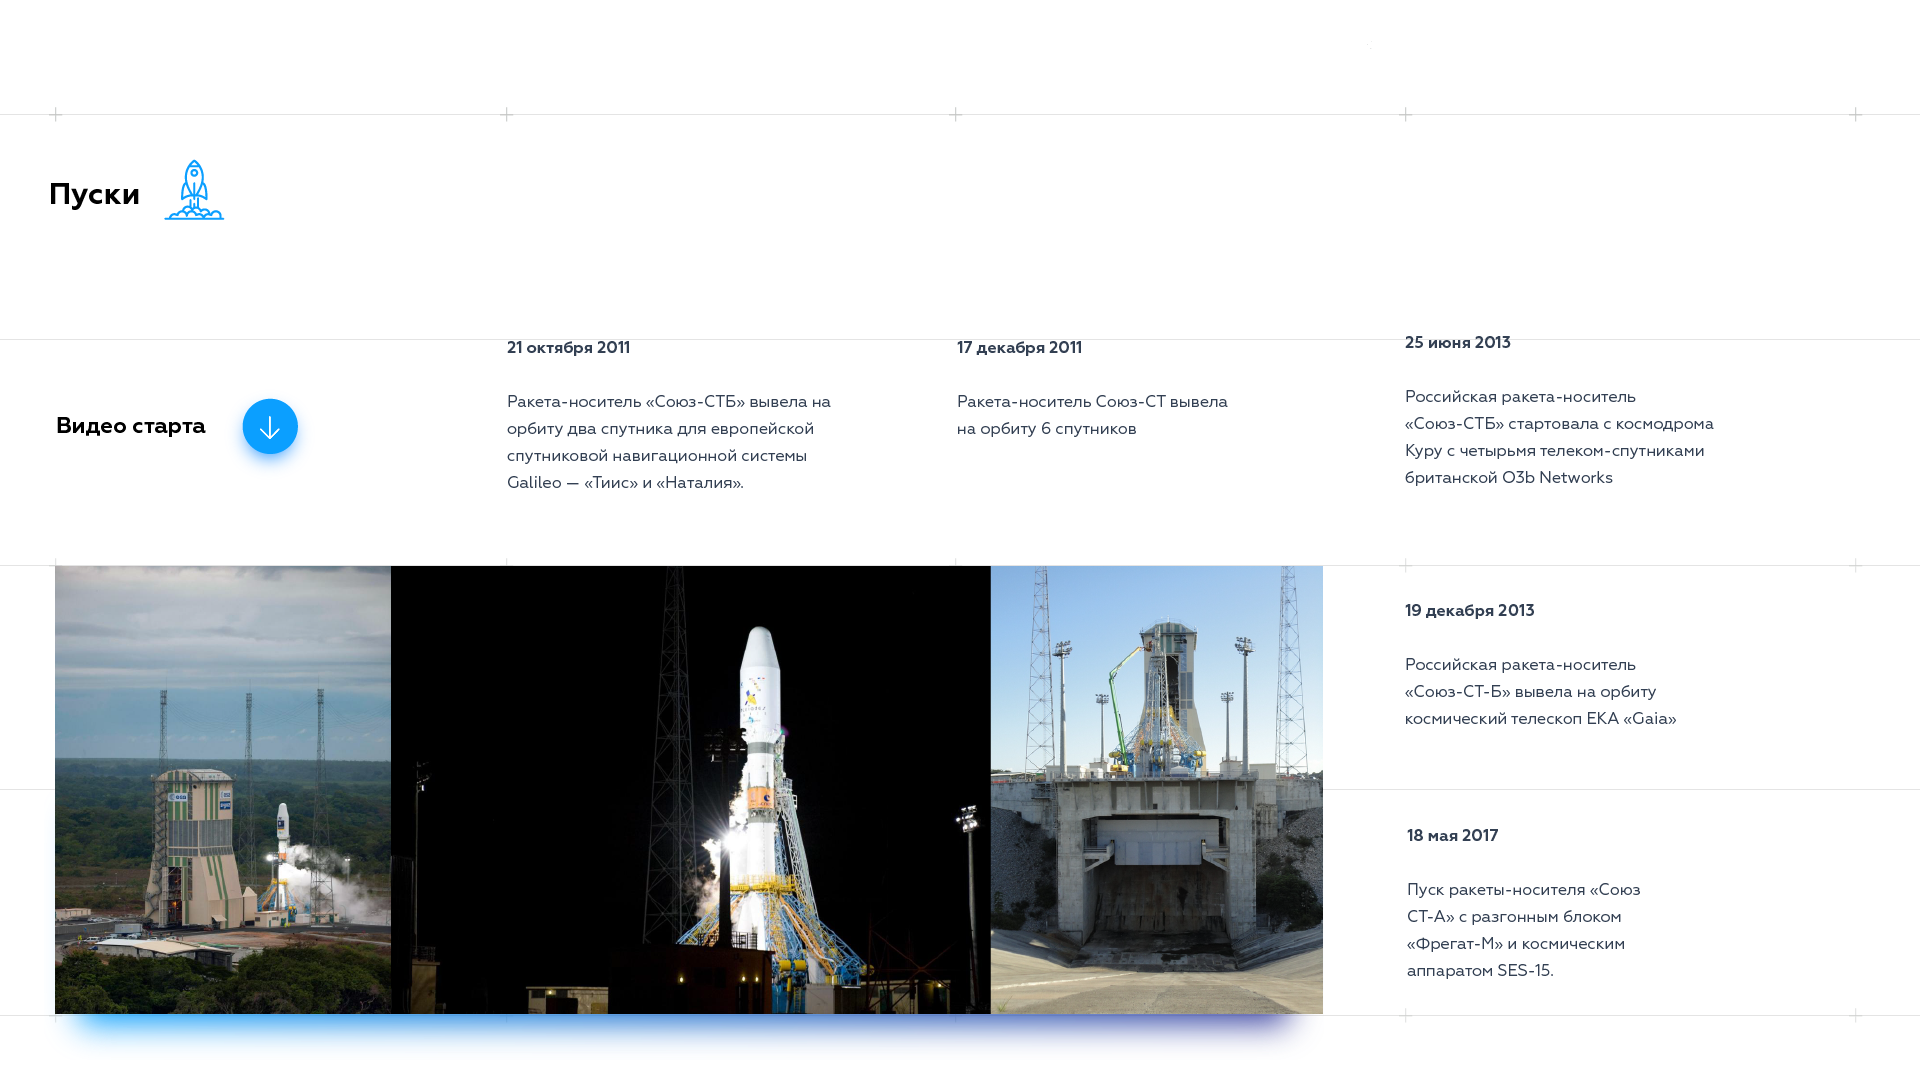 Пуски
Видео старта
21 октября 2011
Ракета-носитель «Союз-СТБ» вывела на
орбиту два спутника для европейской
спутниковой навигационной системы
Galileo — «Тиис» и «Наталия».
17 декабря 2011
Ракета-носитель Союз-СТ вывела
на орбиту 6 спутников
25 июня 2013
Российская ракета-носитель
«Союз-СТБ» стартовала с космодрома
Куру с четырьмя телеком-спутниками
британской O3b Networks
19 декабря 2013
Российская ракета-носитель
«Союз-СТ-Б» вывела на орбиту
космический телескоп ЕКА «Gaia»
18 мая 2017
Пуск ракеты-носителя «Союз
СТ-А» с разгонным блоком
«Фрегат-М» и космическим
аппаратом SES-15.